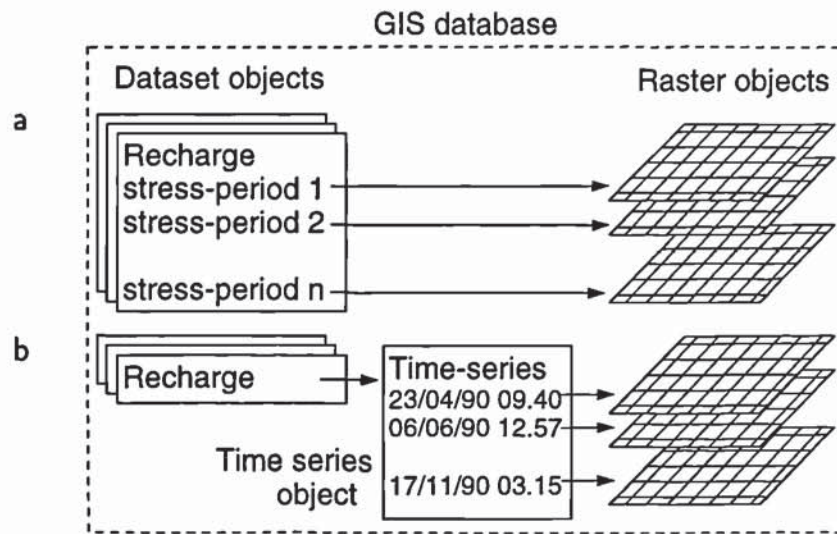 GIS database
Dataset objects
Raster objects
a
Recharge
stress-period 1
stress-period 2
stress-period n
b
Recharge
Time-series
23/04/90 09.40
06/06/90 12.57
17/11/90 03.15
Time series
object